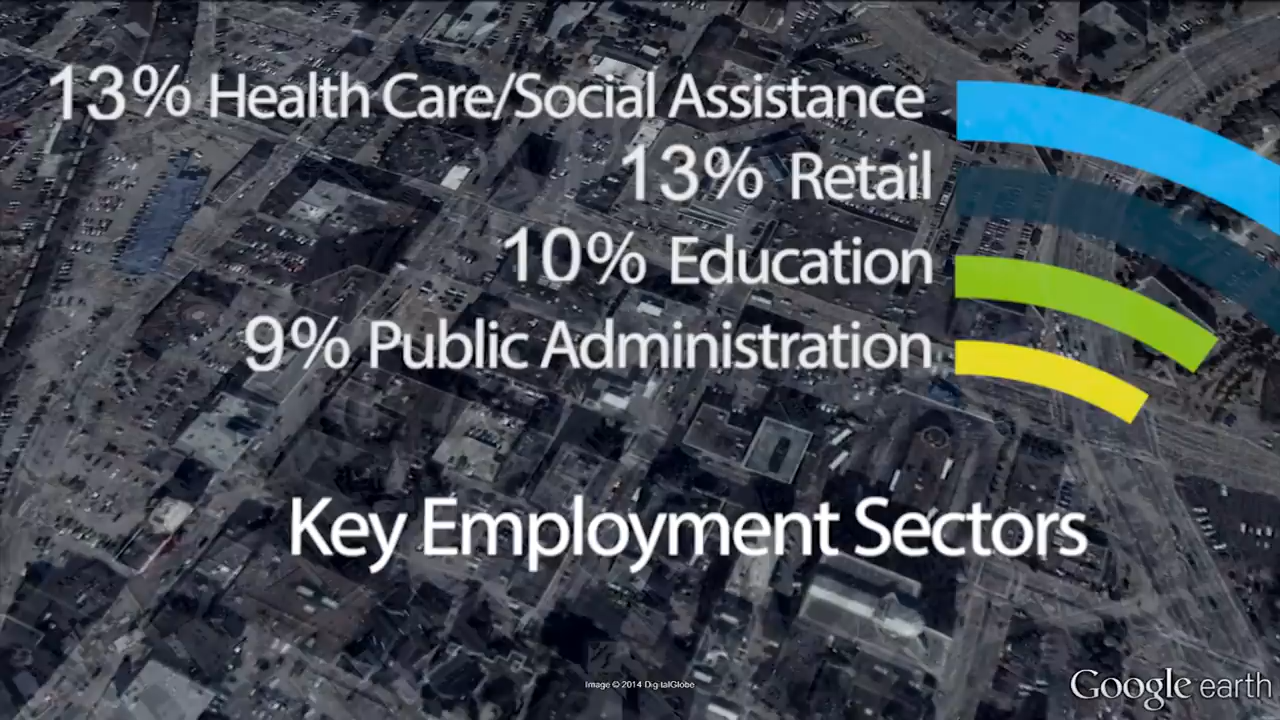 13% Health Care/Social Assistance
13% Retail
10% Education
9% Public Administration
Key Employment Sectors
Image © 2014 DigitalGlobe
Google earth